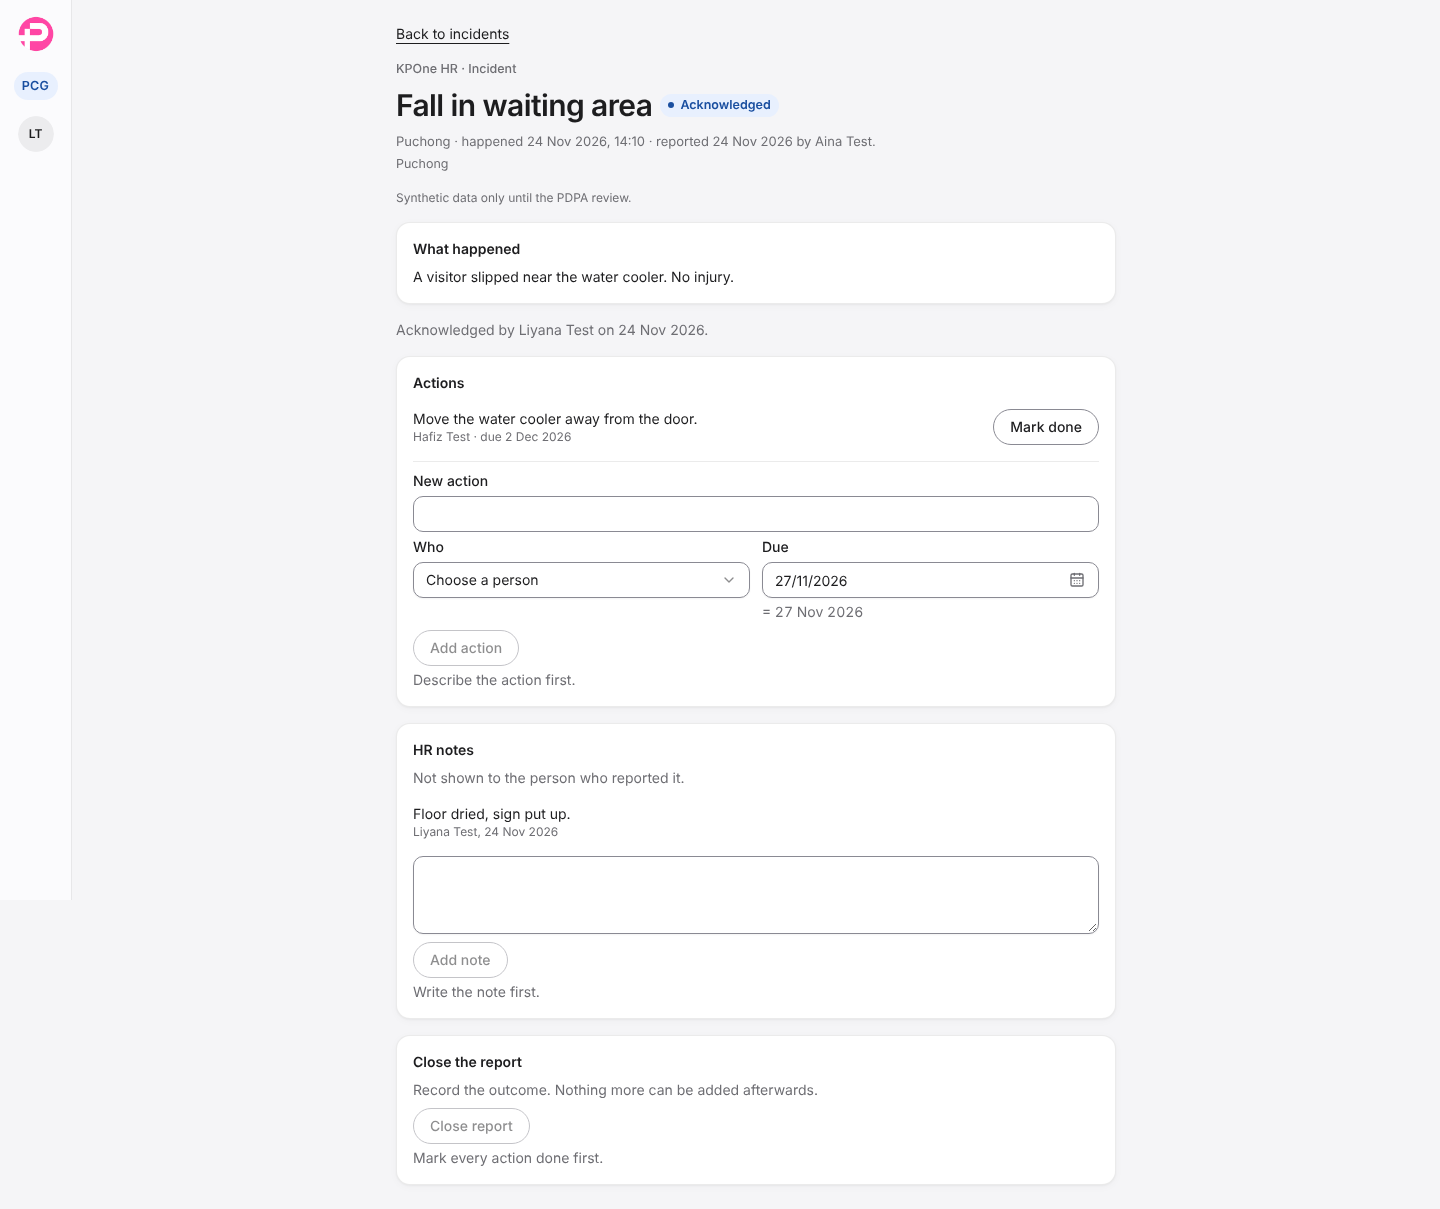 PCG
LT
Back to incidents
KPOne HR · Incident
Fall in waiting area
Acknowledged
Puchong · happened 24 Nov 2026, 14:10 · reported 24 Nov 2026 by Aina Test.
Puchong
Synthetic data only until the PDPA review.
What happened
A visitor slipped near the water cooler. No injury.
Acknowledged by Liyana Test on 24 Nov 2026.
Actions
Move the water cooler away from the door.
Hafiz Test · due 2 Dec 2026
Mark done
New action
Who
Due
Choose a person
27/11/2026
= 27 Nov 2026
Add action
Describe the action first.
HR notes
Not shown to the person who reported it.
Floor dried, sign put up.
Liyana Test, 24 Nov 2026
Add note
Write the note first.
Close the report
Record the outcome. Nothing more can be added afterwards.
Close report
Mark every action done first.